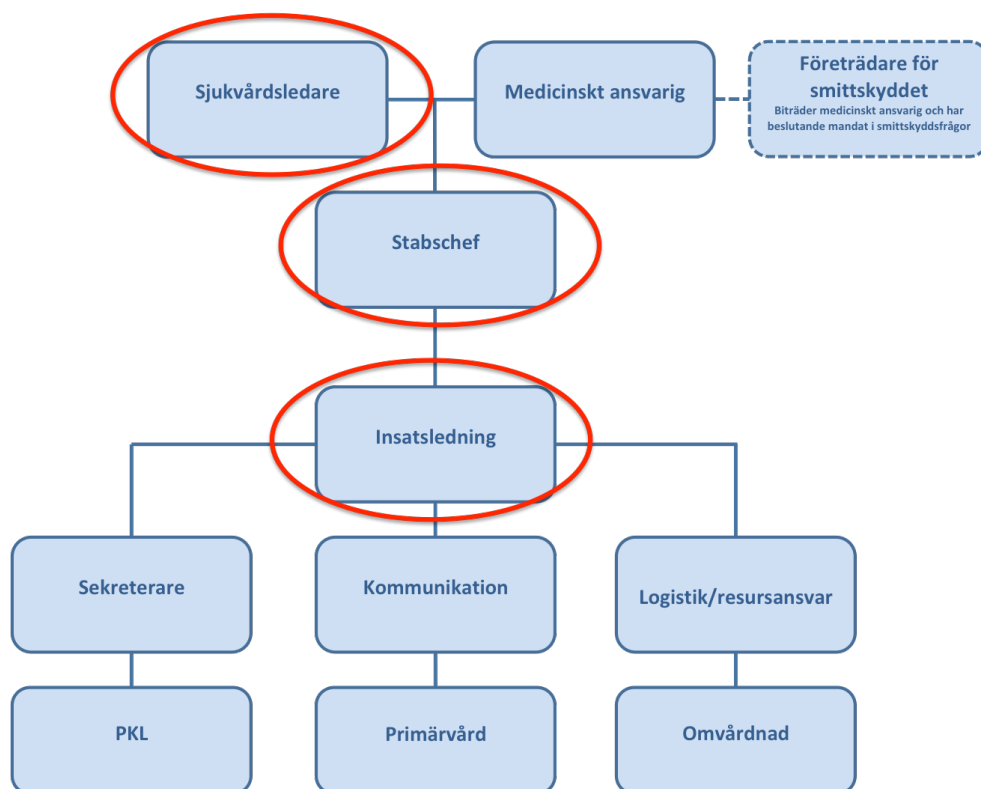 Sjukvårdsledare
Medicinskt ansvarig
Företrädare för
smittskyddet
Biträder medicinskt ansvarig och har
beslutande mandat i smittskyddsfrågor
Stabschef
Insatsledning
Sekreterare
Kommunikation
Logistik/resursansvar
PKL
Primärvård
Omvårdnad